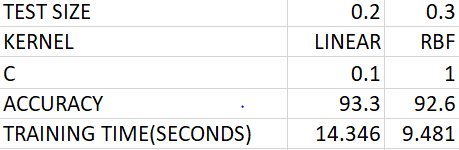 TEST SIZE 0.2 0.3
KERNEL LINEAR RBF
C 0.1 1
ACCURACY 93.3 92.6
TRAINING TIME(SECONDS) 14.346 9.481